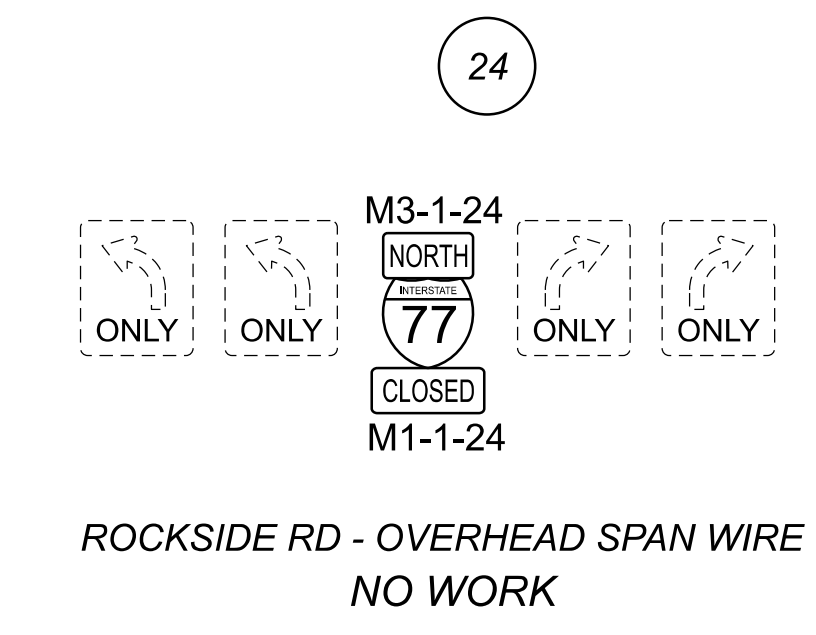 24
M3-1-24
NORTH
INTERSTATE
77
ONLY ONLY ONLY ONLY
CLOSED
M1-1-24
ROCKSIDE RD - OVERHEAD SPAN WIRE
NO WORK